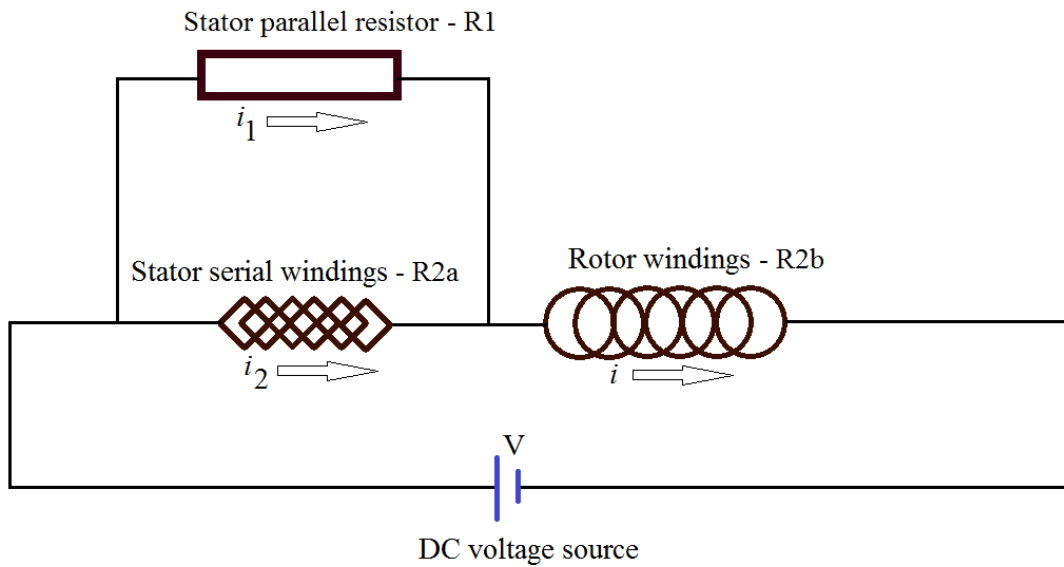 Stator parallel resistor - R1
i1
Stator serial windings - R2a
Rotor windings - R2b
i2
i
V
DC voltage source